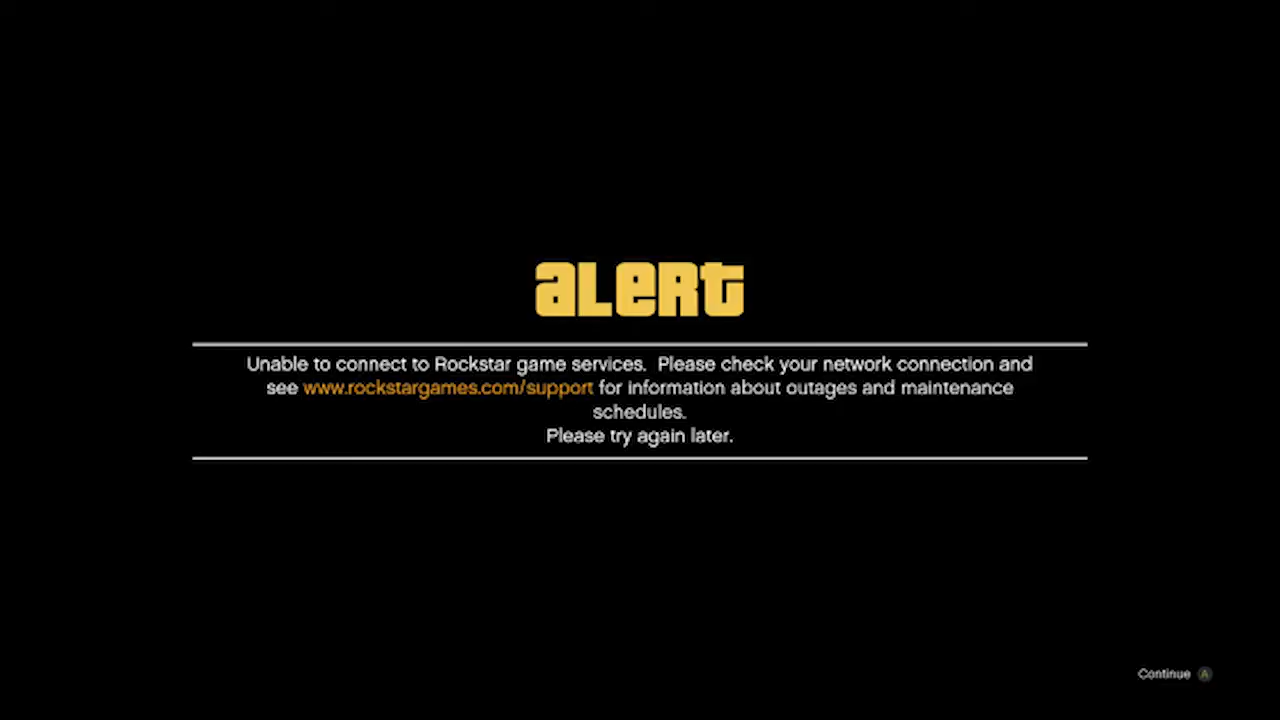 aLeRt
Unable to connect to Rockstar game services.  Please check your network connection and
see www.rockstargames.com/support for information about outages and maintenance
schedules.
Please try again later.
Continue A